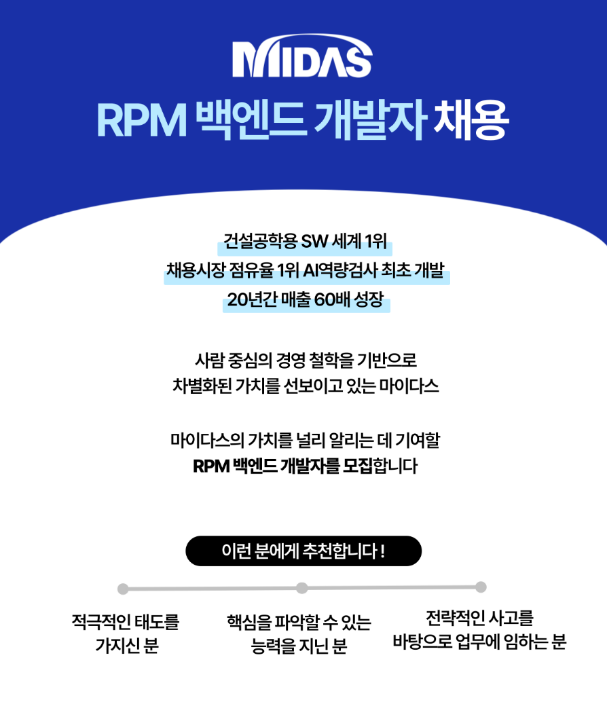 MIDAS
RPM 백엔드 개발자 채용
건설공학용 SW 세계 1위
채용시장 점유율 1위 AI역량검사 최초 개발
20년간 매출 60배 성장
사람 중심의 경영 철학을 기반으로
차별화된 가치를 선보이고 있는 마이다스
마이다스의 가치를 널리 알리는 데 기여할
RPM 백엔드 개발자를 모집합니다
이런 분에게 추천합니다 !
적극적인 태도를
가지신 분
핵심을 파악할 수 있는
능력을 지닌 분
전략적인 사고를
바탕으로 업무에 임하는 분